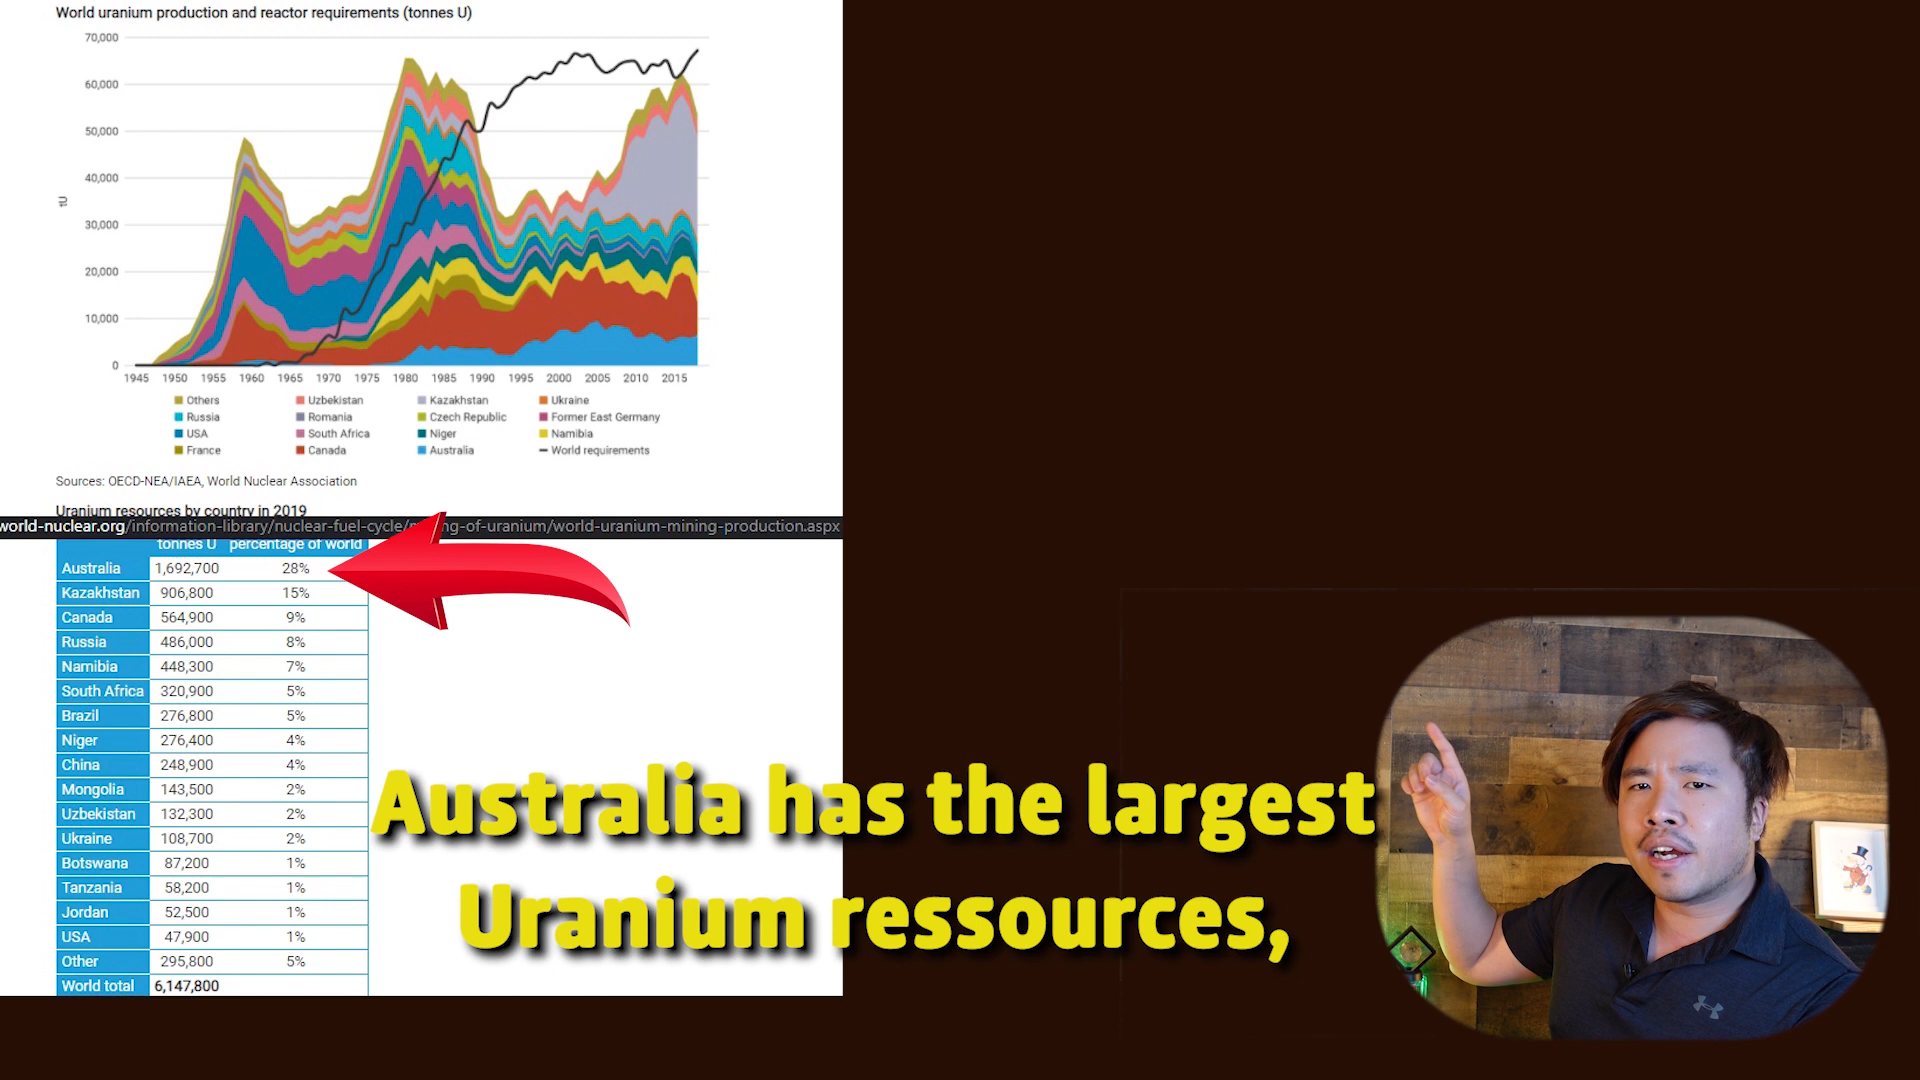 World uranium production and reactor requirements (tonnes U)
70,000
60,000
50,000
40,000
30,000
20,000
10,000
0
tU
1945 1950 1955 1960 1965 1970 1975 1980 1985 1990 1995 2000 2005 2010 2015
Others Uzbekistan Kazakhstan Ukraine
Russia Romania Czech Republic Former East Germany
USA South Africa Niger Namibia
France Canada Australia World requirements
Sources: OECD-NEA/IAEA, World Nuclear Association
Uranium resources by country in 2019
world-nuclear.org/information-library/nuclear-fuel-cycle/ng-of-uranium/world-uranium-mining-production.aspx
tonnes U percentage of world
Australia 1,692,700 28%
Kazakhstan 906,800 15%
Canada 564,900 9%
Russia 486,000 8%
Namibia 448,300 7%
South Africa 320,900 5%
Brazil 276,800 5%
Niger 276,400 4%
China 248,900 4%
Mongolia 143,500 2%
Uzbekistan 132,300 2%
Ukraine 108,700 2%
Botswana 87,200 1%
Tanzania 58,200 1%
Jordan 52,500 1%
USA 47,900 1%
Other 295,800 5%
World total 6,147,800
Australia has the largest
Uranium ressources,